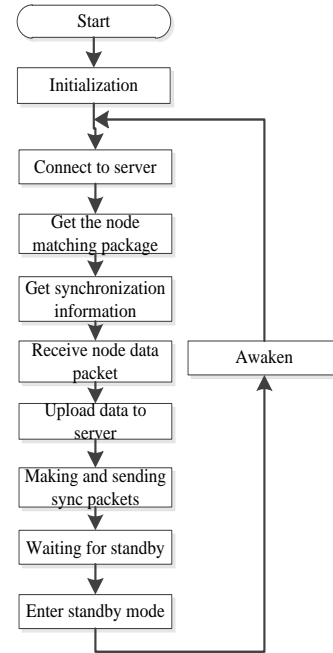 Start
Initialization
Connect to server
Get the node
matching package
Get synchronization
information
Receive node data
packet
Awaken
Upload data to
server
Making and sending
sync packets
Waiting for standby
Enter standby mode